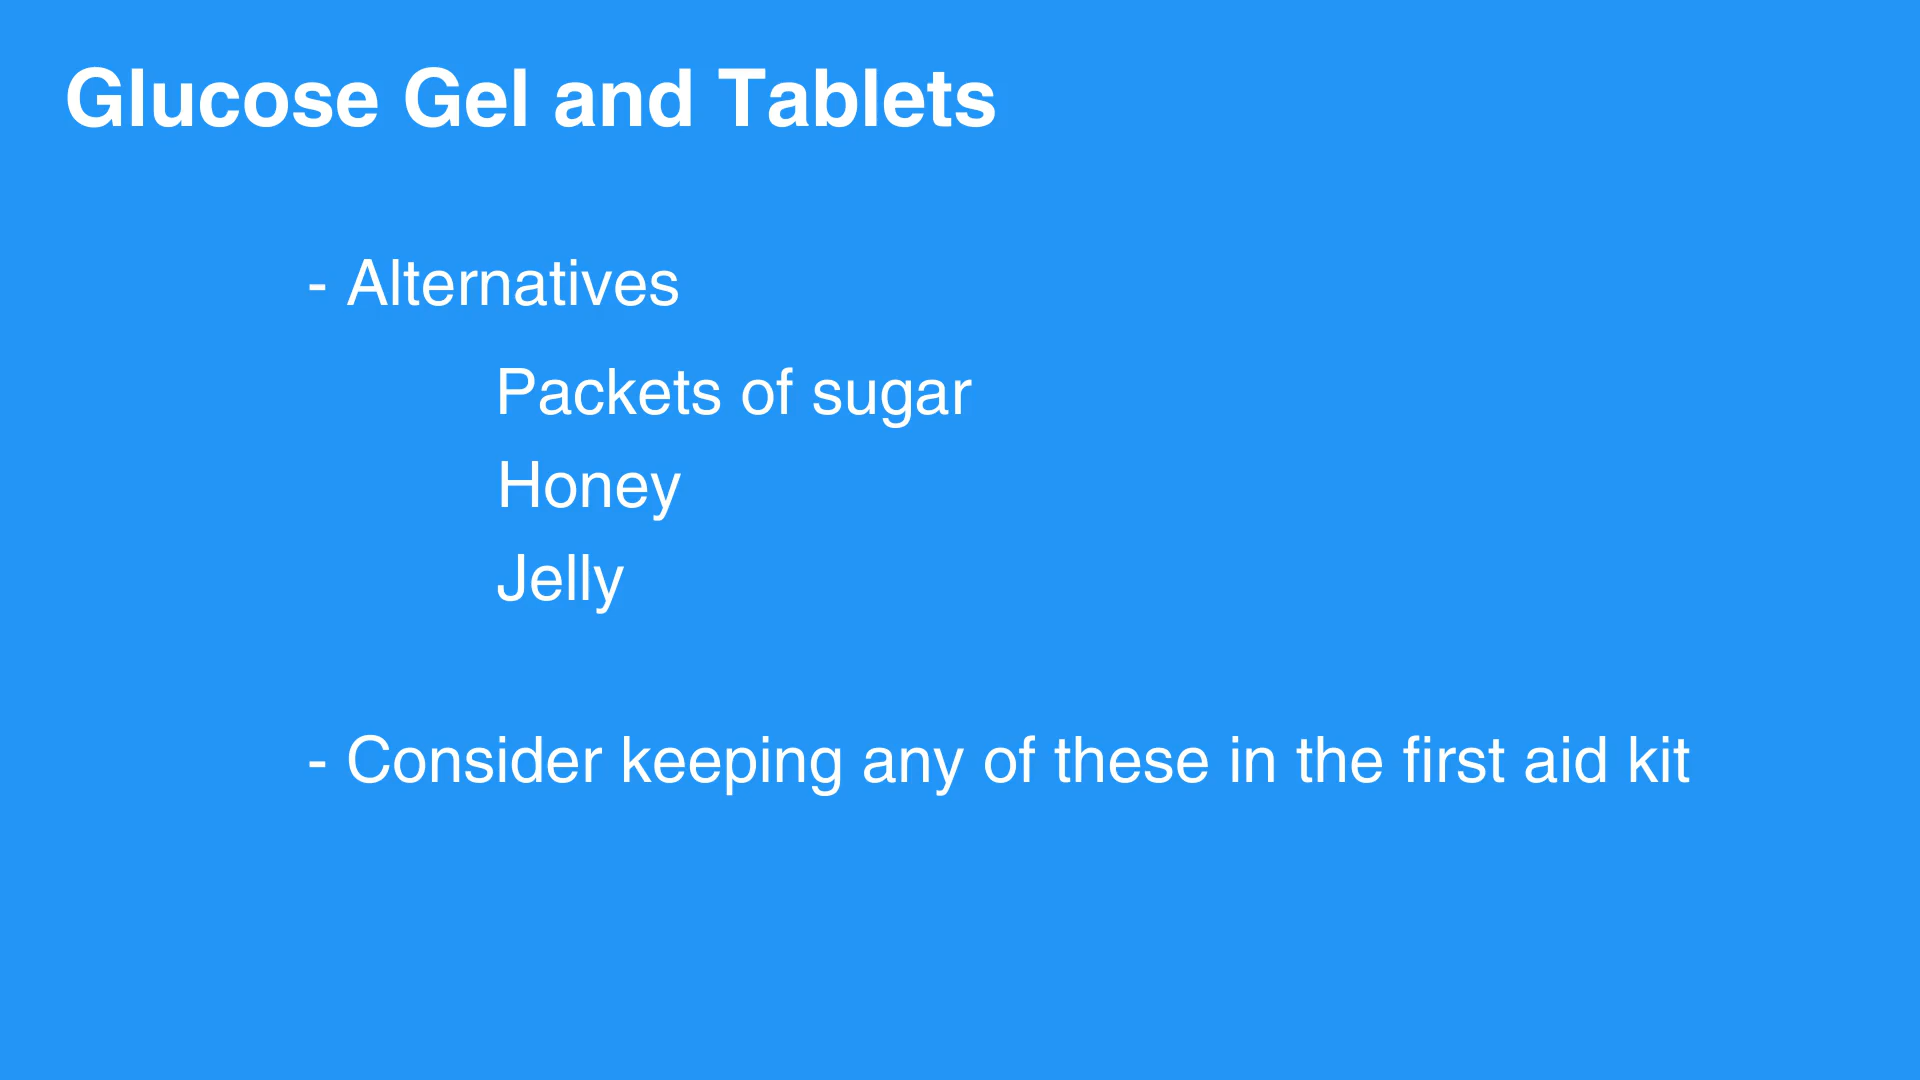 Glucose Gel and Tablets
- Alternatives
Packets of sugar
Honey
Jelly
- Consider keeping any of these in the first aid kit